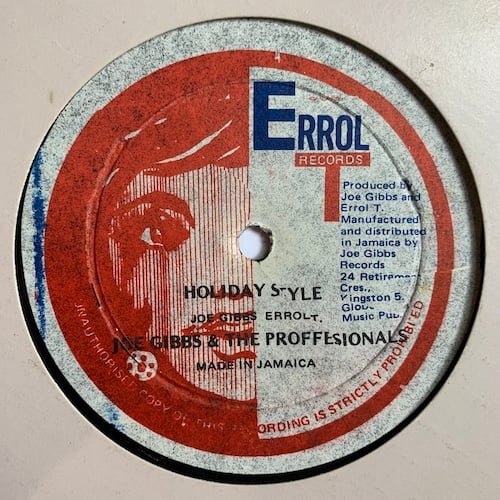 ERROL
RECORDS
T
Produced by
Joe Gibbs and
Errol T.
Manufactured
and distributed
in Jamaica by
Joe Gibbs
Records
24 Retirement
Cres.,
Kingston 5.
Glob
Music Pub.
HOLIDAY STYLE
JOE GIBBS ERROL T.
JOE GIBBS & THE PROFFESIONALS
MADE IN JAMAICA
UNAUTHORISED COPY OF THIS RECORDING IS STRICTLY PROHIBITED